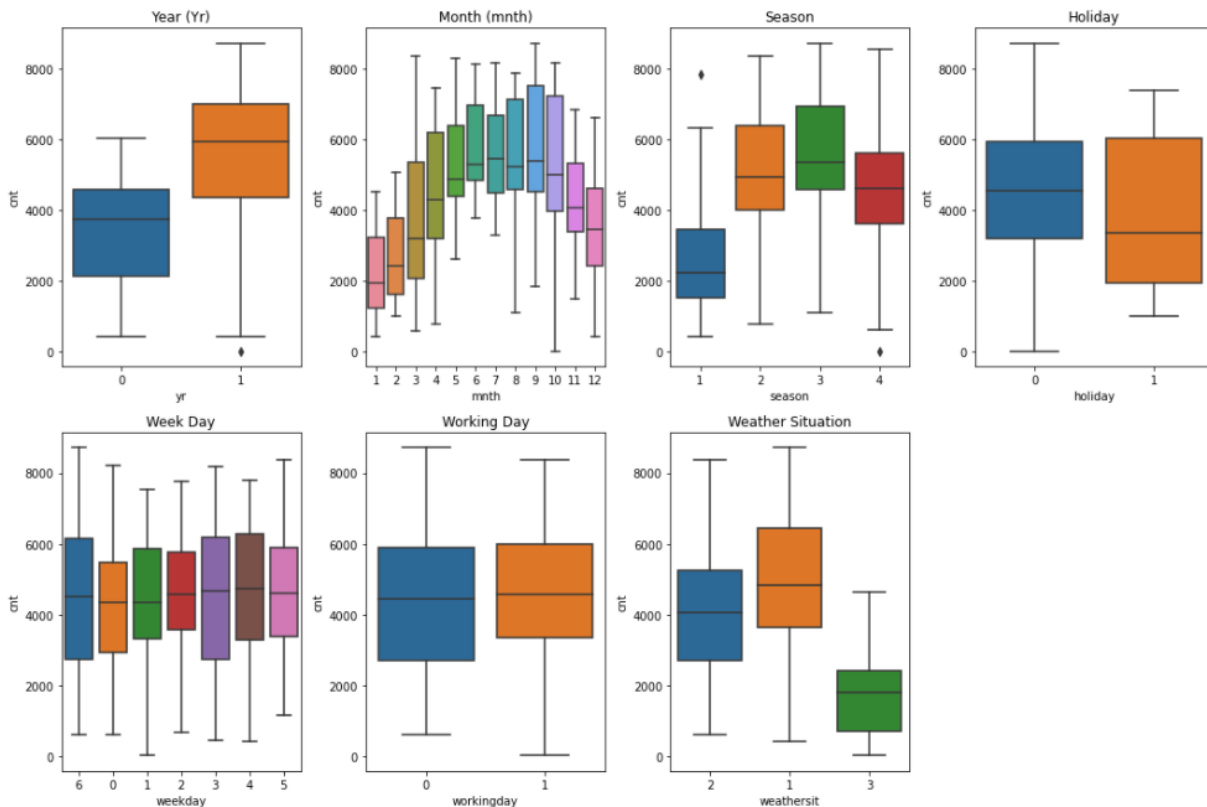 Year (Yr)
cnt
8000
6000
4000
2000
0
0 1
yr
Month (mnth)
cnt
8000
6000
4000
2000
0
1 2 3 4 5 6 7 8 9 10 11 12
mnth
Season
cnt
8000
6000
4000
2000
0
1 2 3 4
season
Holiday
cnt
8000
6000
4000
2000
0
0 1
holiday
Week Day
cnt
8000
6000
4000
2000
0
6 0 1 2 3 4 5
weekday
Working Day
cnt
8000
6000
4000
2000
0
0 1
workingday
Weather Situation
cnt
8000
6000
4000
2000
0
2 1 3
weathersit